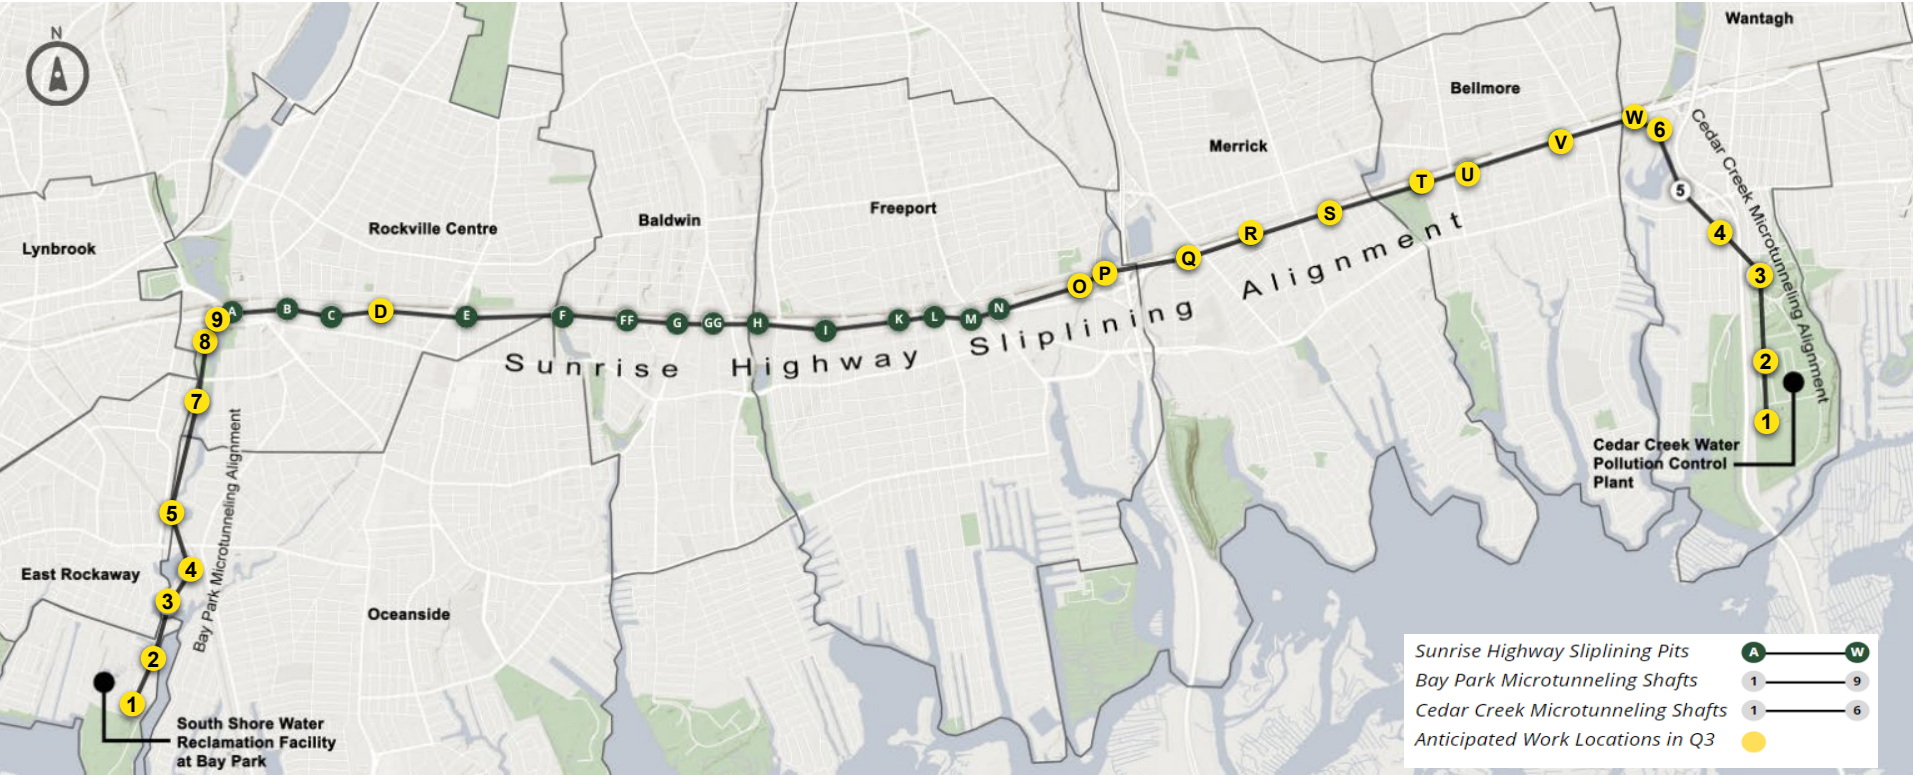 N
Wantagh
Bellmore
Merrick
Freeport
Baldwin
Rockville Centre
Lynbrook
East Rockaway
Oceanside
9
A
B
C
D
E
F
FF
G
GG
H
I
K
L
M
N
O
P
Q
R
S
T
U
V
W
6
5
4
3
2
1
8
7
5
4
3
2
1
Sunrise Highway Sliplining Alignment
Bay Park Microtunneling Alignment
Cedar Creek Microtunneling Alignment
Cedar Creek Water
Pollution Control
Plant
South Shore Water
Reclamation Facility
at Bay Park
Sunrise Highway Sliplining Pits A W
Bay Park Microtunneling Shafts 1 9
Cedar Creek Microtunneling Shafts 1 6
Anticipated Work Locations in Q3